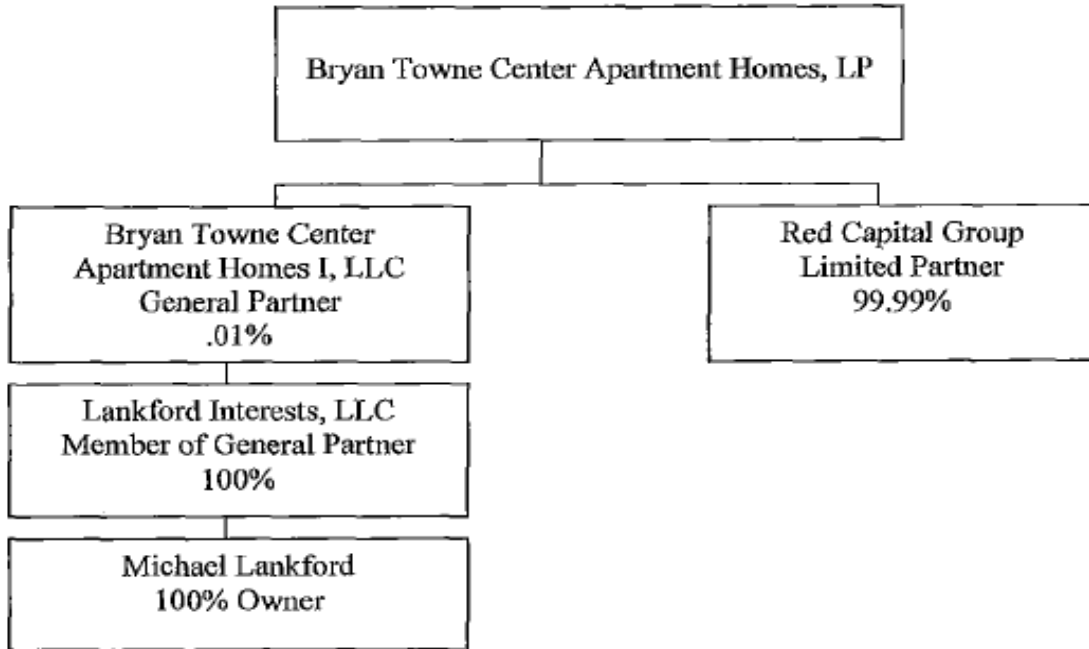 Bryan Towne Center Apartment Homes, LP
Bryan Towne Center
Apartment Homes I, LLC
General Partner
.01%
Red Capital Group
Limited Partner
99.99%
Lankford Interests, LLC
Member of General Partner
100%
Michael Lankford
100% Owner